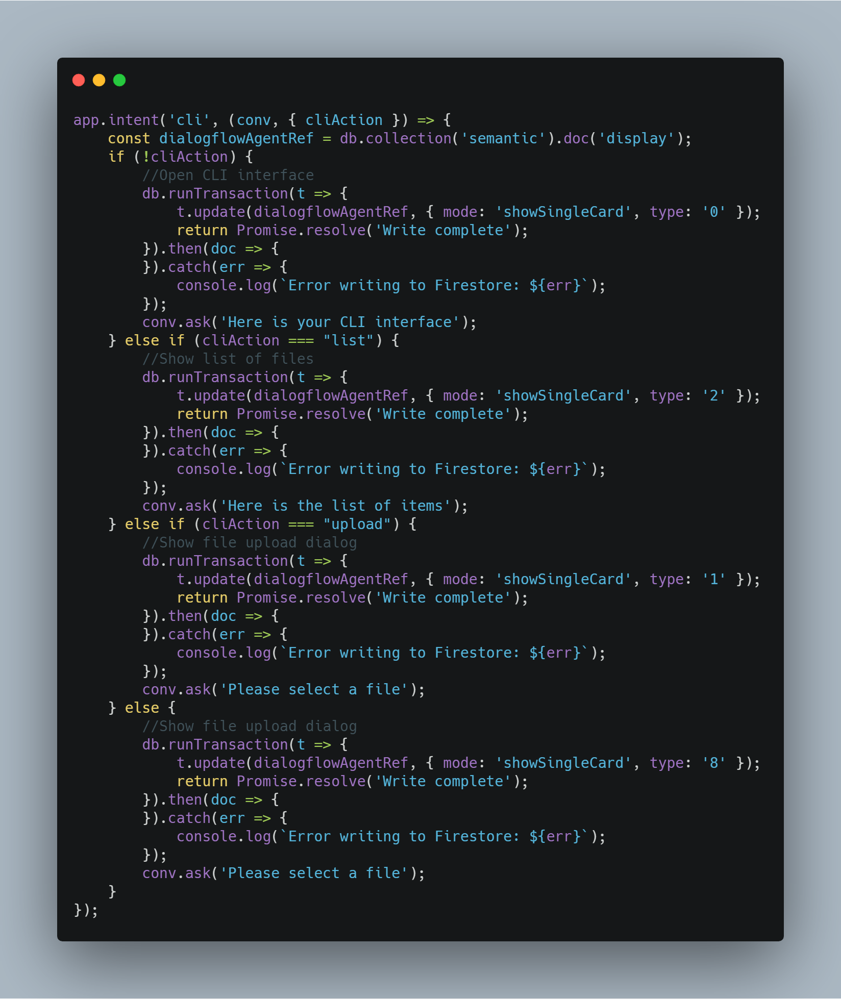 app.intent('cli', (conv, { cliAction }) => {
    const dialogflowAgentRef = db.collection('semantic').doc('display');
    if (!cliAction) {
        //Open CLI interface
        db.runTransaction(t => {
            t.update(dialogflowAgentRef, { mode: 'showSingleCard', type: '0' });
            return Promise.resolve('Write complete');
        }).then(doc => {
        }).catch(err => {
            console.log(`Error writing to Firestore: ${err}`);
        });
        conv.ask('Here is your CLI interface');
    } else if (cliAction === "list") {
        //Show list of files
        db.runTransaction(t => {
            t.update(dialogflowAgentRef, { mode: 'showSingleCard', type: '2' });
            return Promise.resolve('Write complete');
        }).then(doc => {
        }).catch(err => {
            console.log(`Error writing to Firestore: ${err}`);
        });
        conv.ask('Here is the list of items');
    } else if (cliAction === "upload") {
        //Show file upload dialog
        db.runTransaction(t => {
            t.update(dialogflowAgentRef, { mode: 'showSingleCard', type: '1' });
            return Promise.resolve('Write complete');
        }).then(doc => {
        }).catch(err => {
            console.log(`Error writing to Firestore: ${err}`);
        });
        conv.ask('Please select a file');
    } else {
        //Show file upload dialog
        db.runTransaction(t => {
            t.update(dialogflowAgentRef, { mode: 'showSingleCard', type: '8' });
            return Promise.resolve('Write complete');
        }).then(doc => {
        }).catch(err => {
            console.log(`Error writing to Firestore: ${err}`);
        });
        conv.ask('Please select a file');
    }
});